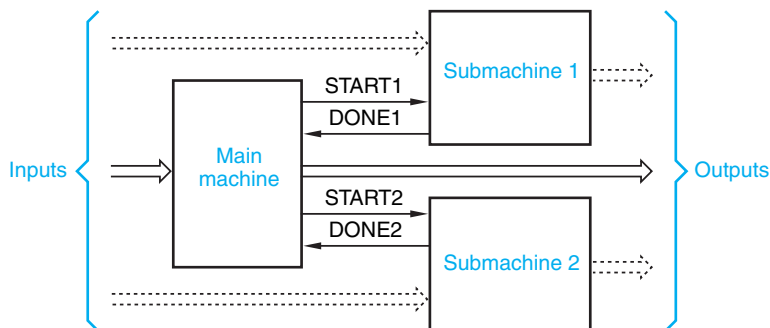 Submachine 1
START1
DONE1
Inputs
Main
machine
Outputs
START2
DONE2
Submachine 2